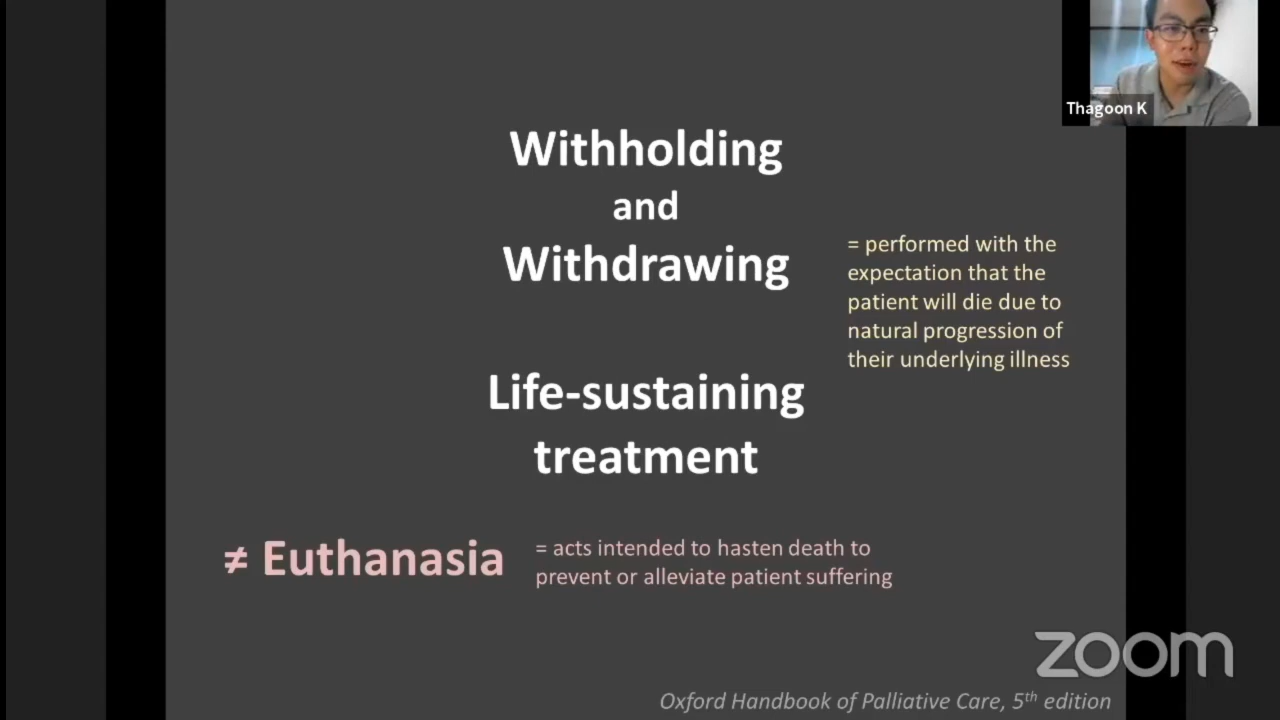 Thagoon K
Withholding
and
Withdrawing
= performed with the
expectation that the
patient will die due to
natural progression of
their underlying illness
Life-sustaining
treatment
≠ Euthanasia
= acts intended to hasten death to
prevent or alleviate patient suffering
zoom
Oxford Handbook of Palliative Care, 5th edition